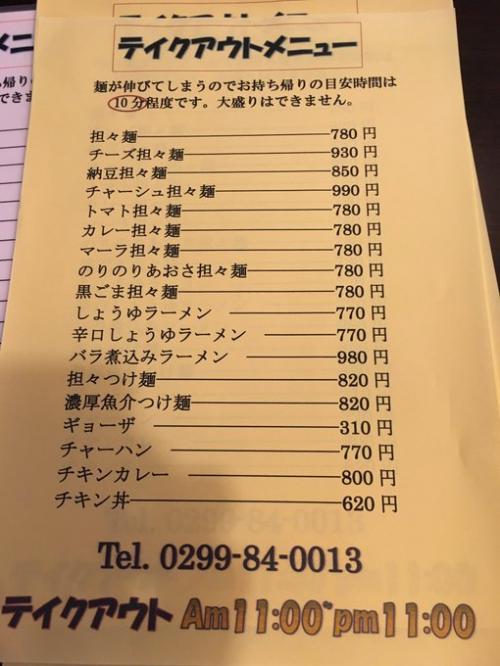 テイクアウトメニュー
麺が伸びてしまうのでお持ち帰りの目安時間は
10分程度です。大盛りはできません。
担々麺 780円
チーズ担々麺 930円
納豆担々麺 850円
チャーシュ担々麺 990円
トマト担々麺 780円
カレー担々麺 780円
マーラ担々麺 780円
のりのりあおさ担々麺 780円
黒ごま担々麺 780円
しょうゆラーメン 770円
辛口しょうゆラーメン 770円
バラ煮込みラーメン 980円
担々つけ麺 820円
濃厚魚介つけ麺 820円
ギョーザ 310円
チャーハン 770円
チキンカレー 800円
チキン丼 620円
Tel. 0299-84-0013
テイクアウト Am11:00~pm11:00